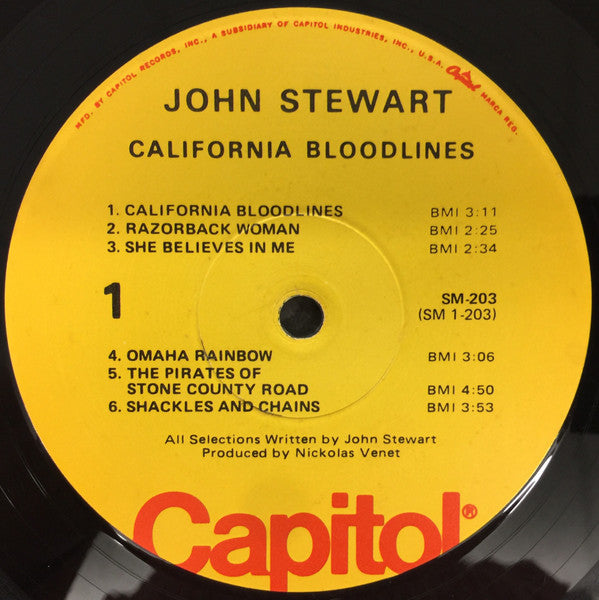 MFD. BY CAPITOL RECORDS, INC., A SUBSIDIARY OF CAPITOL INDUSTRIES, INC., U.S.A. Capitol MARCA REG.
JOHN STEWART
CALIFORNIA BLOODLINES
1. CALIFORNIA BLOODLINES BMI 3:11
2. RAZORBACK WOMAN BMI 2:25
3. SHE BELIEVES IN ME BMI 2:34
1 SM-203
(SM 1-203)
4. OMAHA RAINBOW BMI 3:06
5. THE PIRATES OF
STONE COUNTY ROAD BMI 4:50
6. SHACKLES AND CHAINS BMI 3:53
All Selections Written by John Stewart
Produced by Nickolas Venet
Capitol®